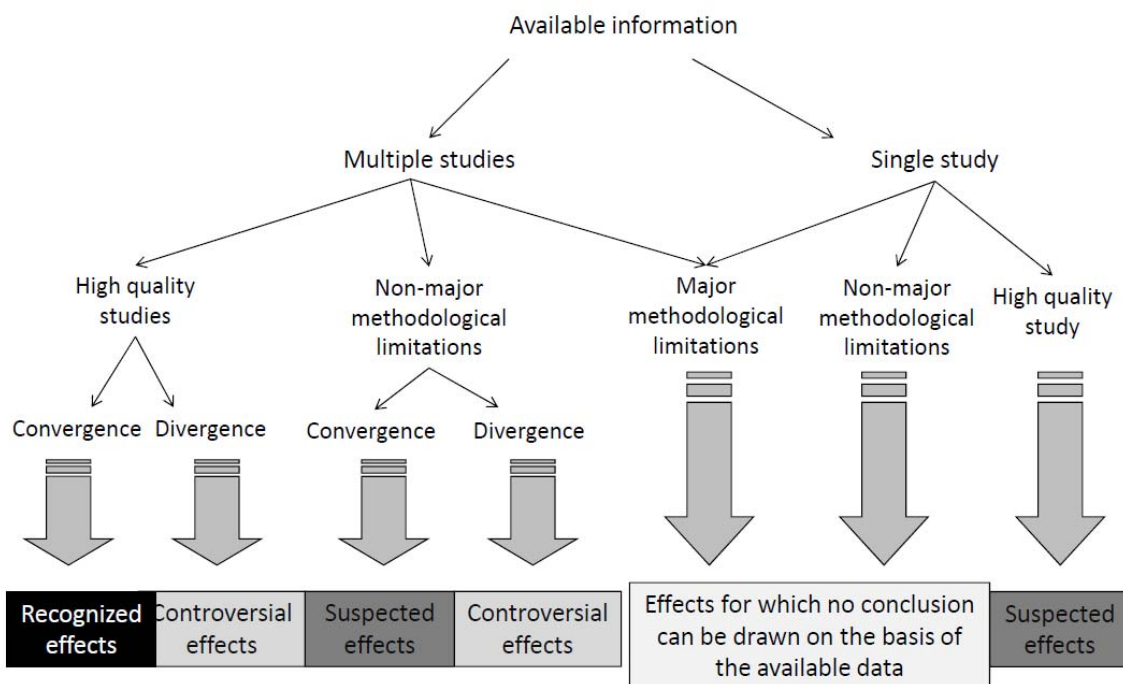 Available information
Multiple studies
Single study
High quality
studies
Non-major
methodological
limitations
Major
methodological
limitations
Non-major
methodological
limitations
High quality
study
Convergence
Divergence
Convergence
Divergence
Recognized
effects
Controversial
effects
Suspected
effects
Controversial
effects
Effects for which no conclusion
can be drawn on the basis of
the available data
Suspected
effects